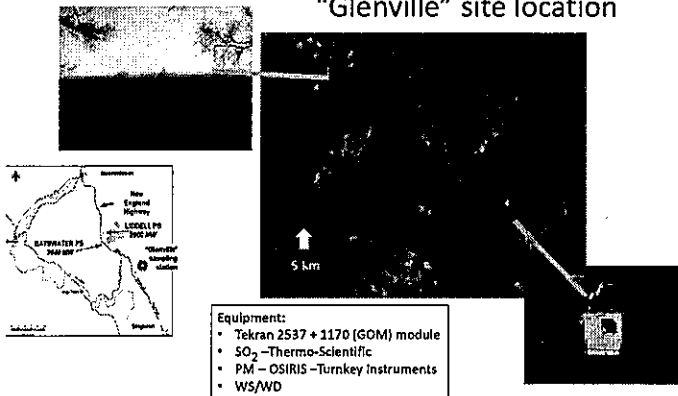 "Glenville" site location
New
England
Highway
LIDDELL PS
BAYSWATER PS
"Glenville"
sampling
station
Singleton
5 km
Equipment:
• Tekran 2537 + 1170 (GOM) module
• SO₂ –Thermo-Scientific
• PM – OSIRIS –Turnkey Instruments
• WS/WD